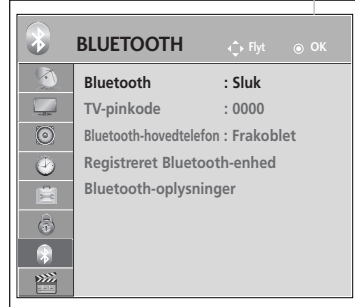 BLUETOOTH Flyt OK
Bluetooth : Sluk
TV-pinkode : 0000
Bluetooth-hovedtelefon : Frakoblet
Registreret Bluetooth-enhed
Bluetooth-oplysninger